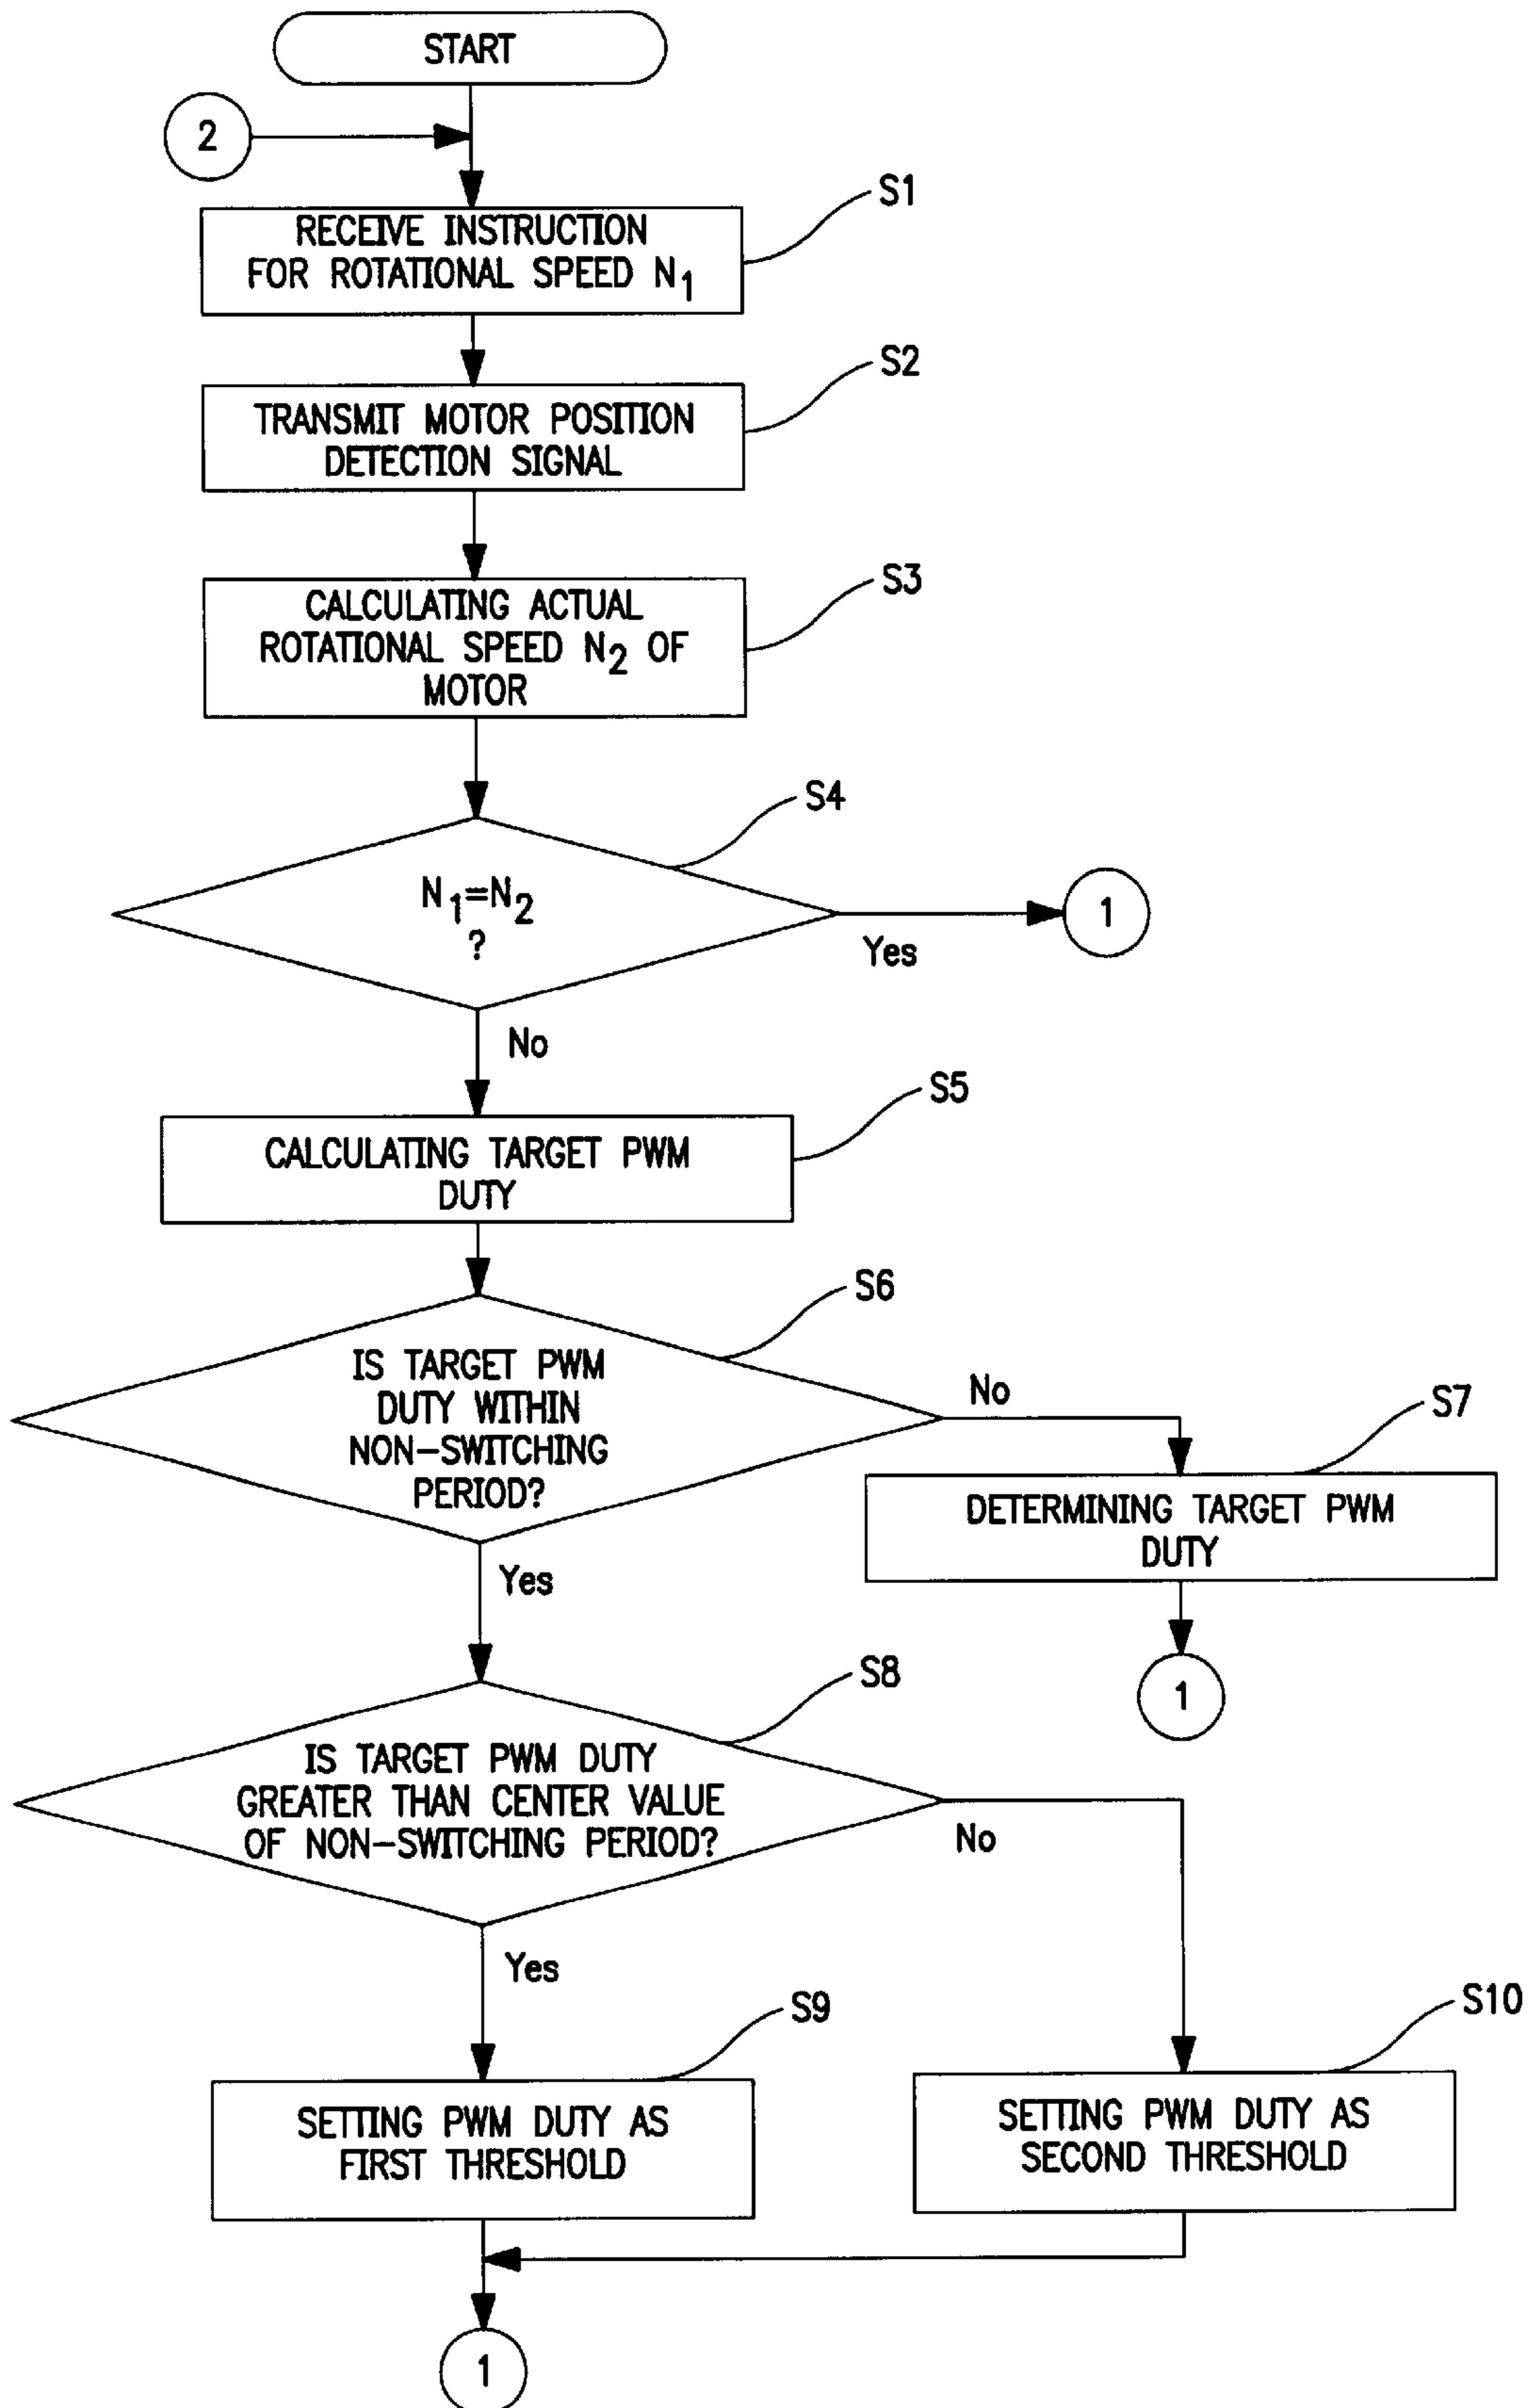 START
2
S1
RECEIVE INSTRUCTION
FOR ROTATIONAL SPEED N₁
S2
TRANSMIT MOTOR POSITION
DETECTION SIGNAL
S3
CALCULATING ACTUAL
ROTATIONAL SPEED N₂ OF
MOTOR
S4
N₁=N₂
?
Yes
1
No
S5
CALCULATING TARGET PWM
DUTY
S6
IS TARGET PWM
DUTY WITHIN
NON-SWITCHING
PERIOD?
No
S7
DETERMINING TARGET PWM
DUTY
1
Yes
S8
IS TARGET PWM DUTY
GREATER THAN CENTER VALUE
OF NON-SWITCHING PERIOD?
No
Yes
S9
SETTING PWM DUTY AS
FIRST THRESHOLD
S10
SETTING PWM DUTY AS
SECOND THRESHOLD
1